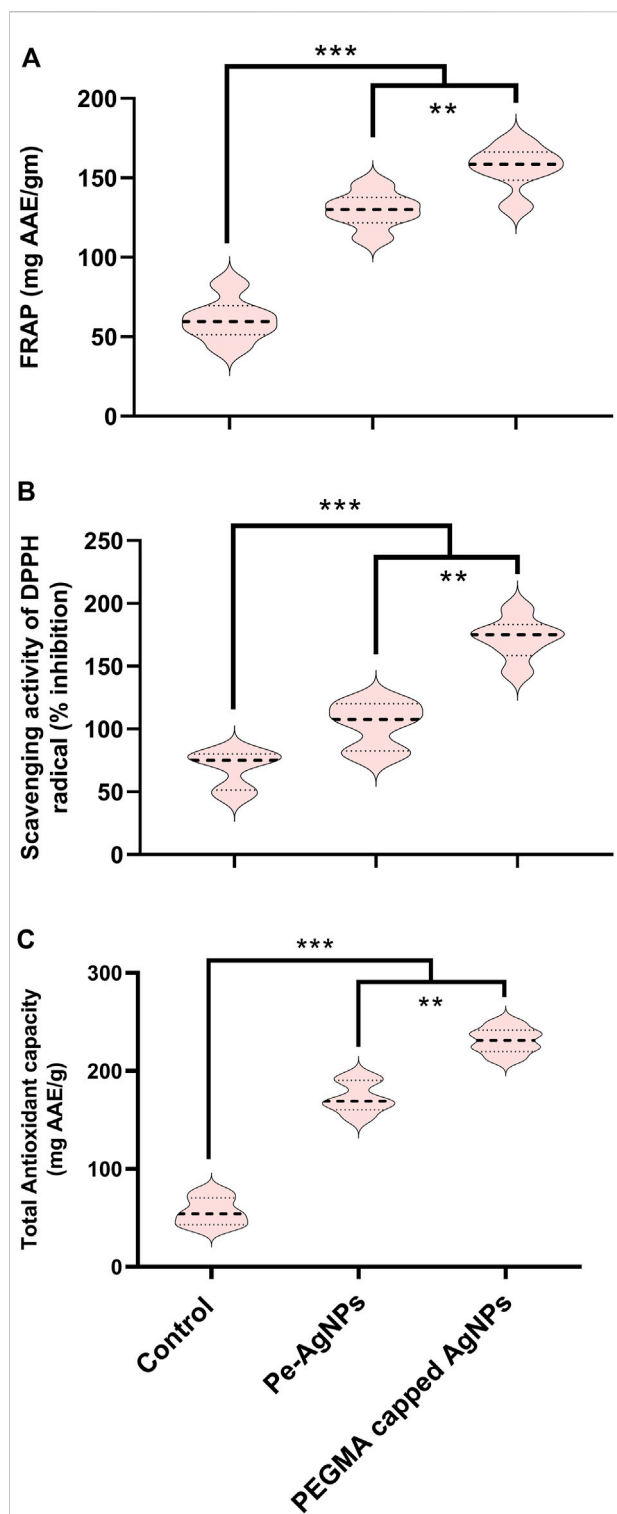 A
***
**
FRAP (mg AAE/gm)
200
150
100
50
0
B
***
**
Scavenging activity of DPPH
radical (% inhibition)
250
200
150
100
50
0
C
***
**
Total Antioxidant capacity
(mg AAE/g)
300
200
100
0
Control
Pe-AgNPs
PEGMA capped AgNPs